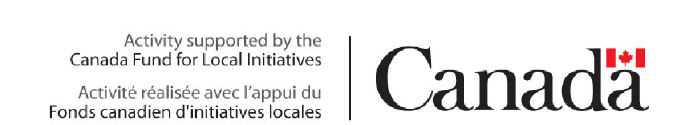 Activity supported by the
Canada Fund for Local Initiatives
Activité réalisée avec l'appui du
Fonds canadien d'initiatives locales
Canada